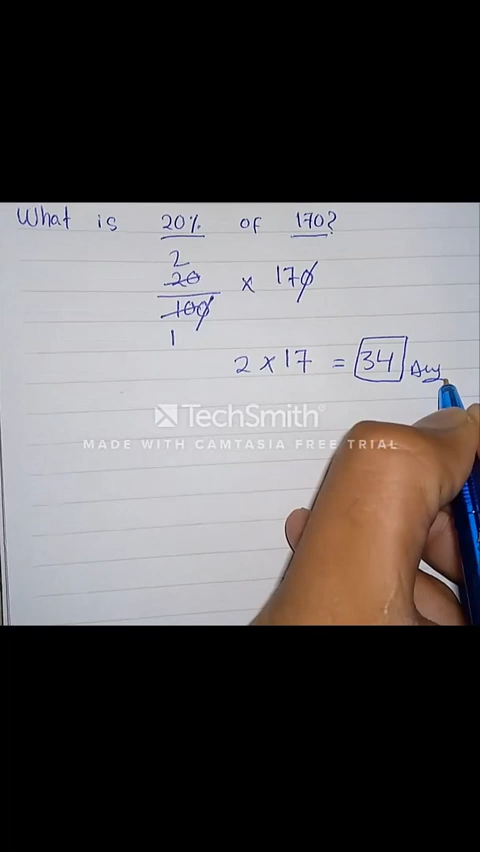 What is 20% of 170?
2
20 x 170
100
1
2 x 17 = 34 Ans
TechSmith
MADE WITH CAMTASIA FREE TRIAL